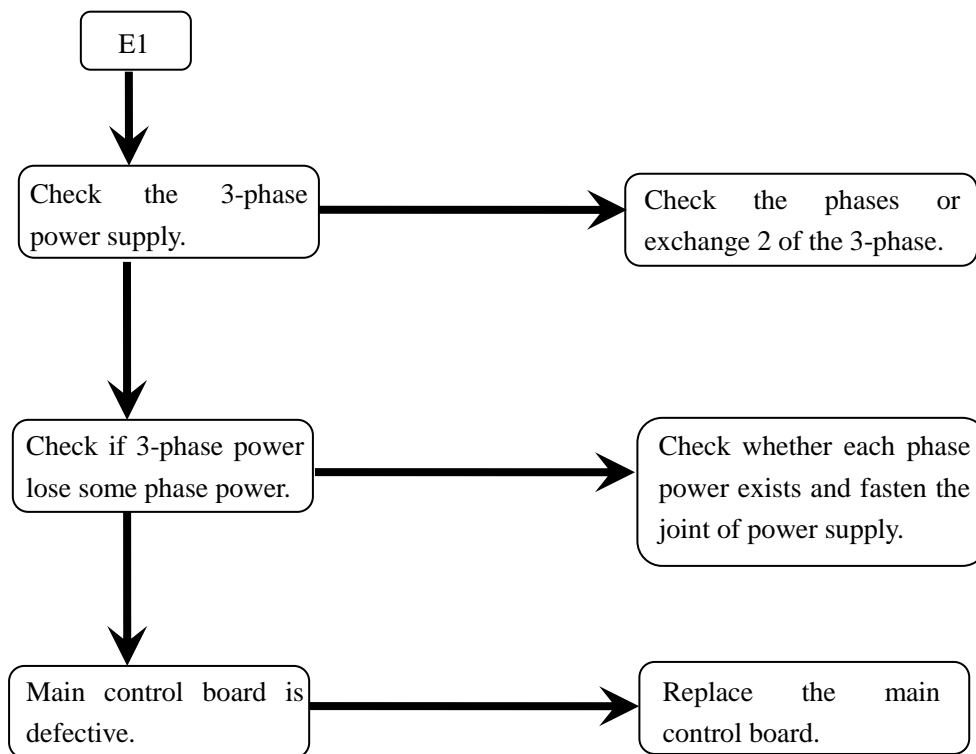 E1
Check the 3-phase
power supply.
Check the phases or
exchange 2 of the 3-phase.
Check if 3-phase power
lose some phase power.
Check whether each phase
power exists and fasten the
joint of power supply.
Main control board is
defective.
Replace the main
control board.